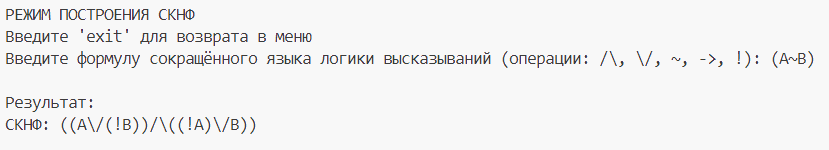 РЕЖИМ ПОСТРОЕНИЯ СКНФ
Введите 'exit' для возврата в меню
Введите формулу сокращённого языка логики высказываний (операции: /\, \/, ~, ->, !): (A~B)
Результат:
СКНФ: ((A\/(!B))/\((!A)\/B))